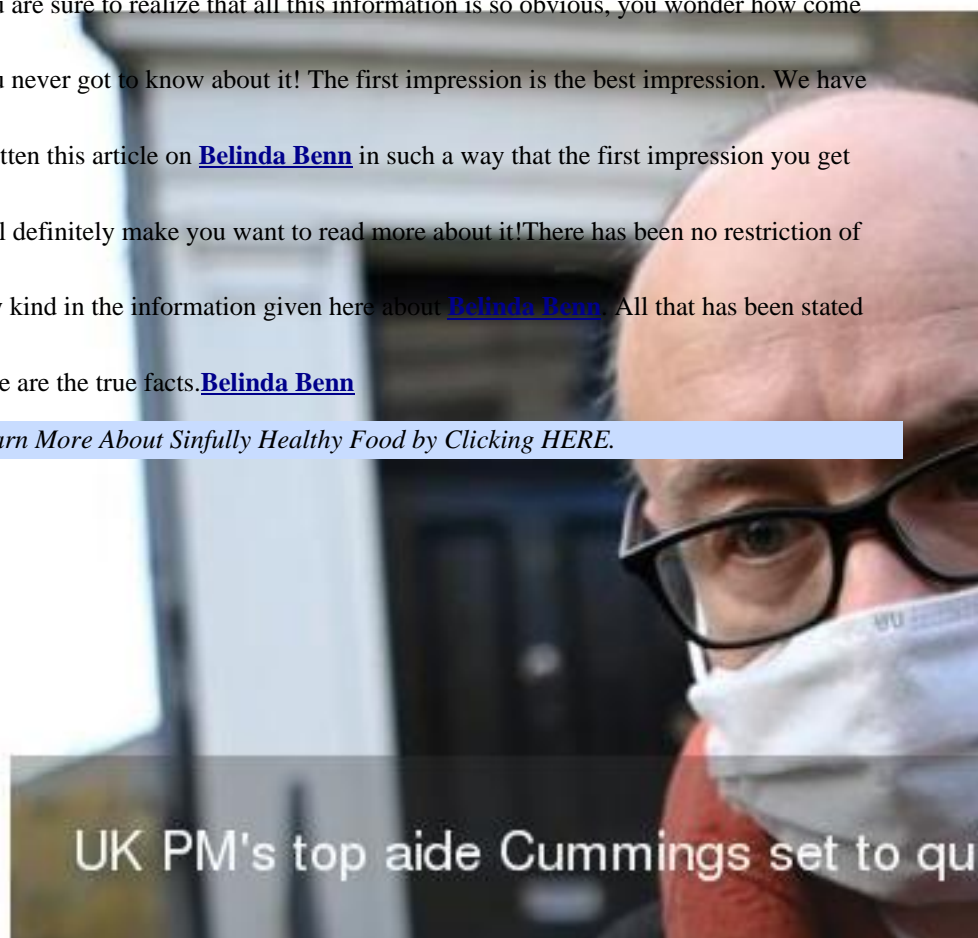 u are sure to realize that all this information is so obvious, you wonder how come
u never got to know about it! The first impression is the best impression. We have
tten this article on Belinda Benn in such a way that the first impression you get
l definitely make you want to read more about it!There has been no restriction of
y kind in the information given here about Belinda Benn. All that has been stated
e are the true facts.Belinda Benn
arn More About Sinfully Healthy Food by Clicking HERE.
UK PM's top aide Cummings set to qu